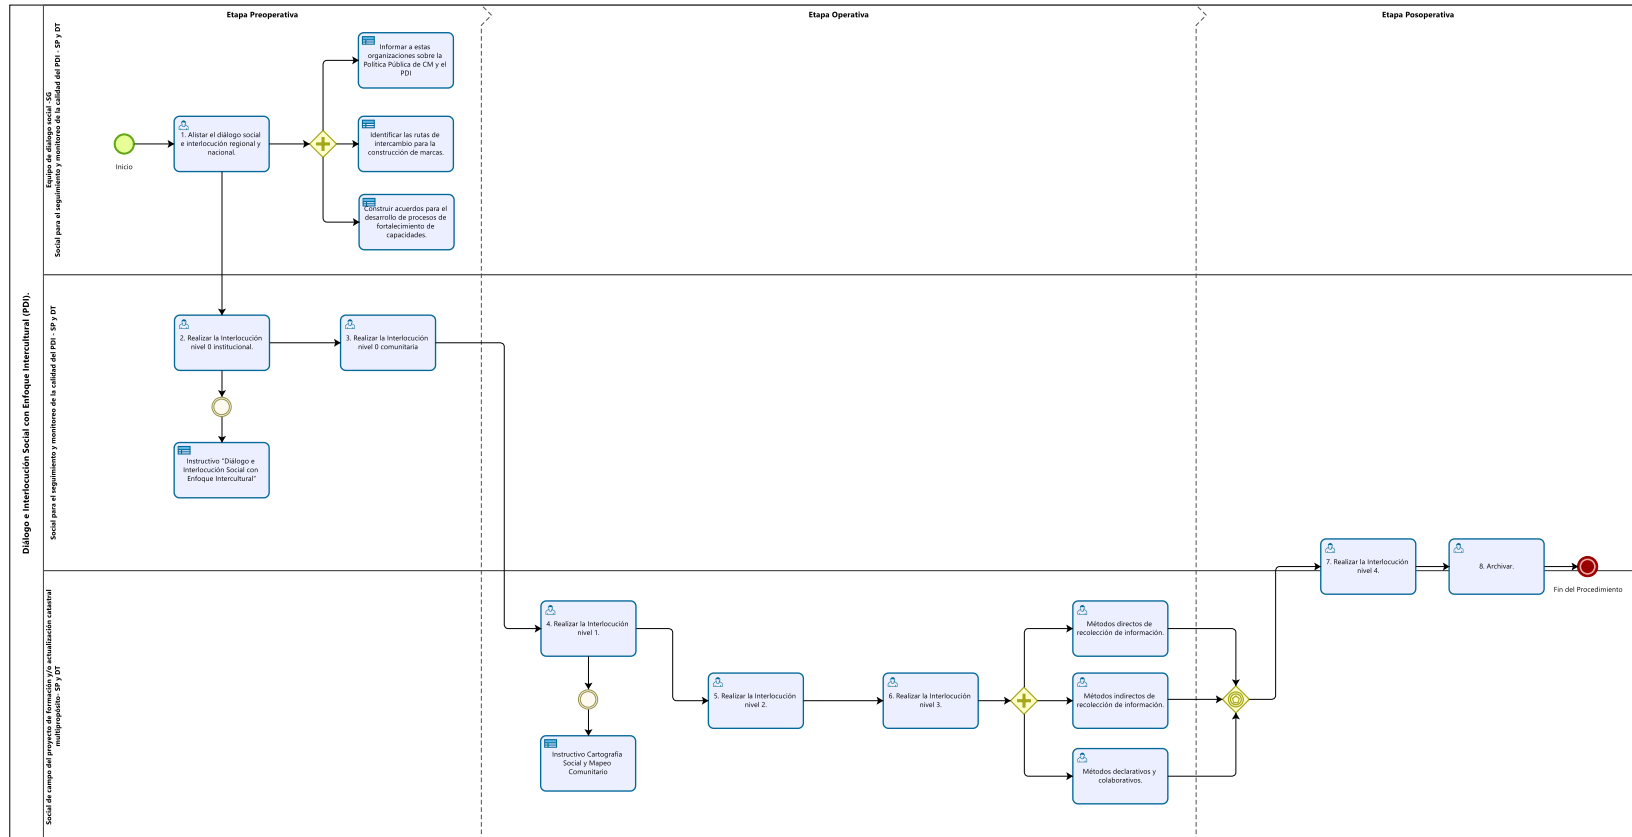 Etapa Preoperativa
Etapa Operativa
Etapa Posoperativa
Diálogo e Interlocución Social con Enfoque Intercultural (PDI).
Equipo de dialogo social -SG
Social para el seguimiento y monitoreo de la calidad del PDI - SP y DT
Inicio
1. Alistar el diálogo social
e interlocución regional y
nacional.
Informar a estas
organizaciones sobre la
Política Pública de CM y el
PDI
Identificar las rutas de
intercambio para la
construcción de marcas.
Construir acuerdos para el
desarrollo de procesos de
fortalecimiento de
capacidades.
Social para el seguimiento y monitoreo de la calidad del PDI - SP y DT
2. Realizar la Interlocución
nivel 0 institucional.
3. Realizar la Interlocución
nivel 0 comunitaria
Instructivo "Diálogo e
Interlocución Social con
Enfoque Intercultural"
7. Realizar la Interlocución
nivel 4.
8. Archivar.
Fin del Procedimiento
Social de campo del proyecto de formación y/o actualización catastral
multipropósito- SP y DT
4. Realizar la Interlocución
nivel 1.
Instructivo Cartografía
Social y Mapeo
Comunitario
5. Realizar la Interlocución
nivel 2.
6. Realizar la Interlocución
nivel 3.
Métodos directos de
recolección de información.
Métodos indirectos de
recolección de información.
Métodos declarativos y
colaborativos.